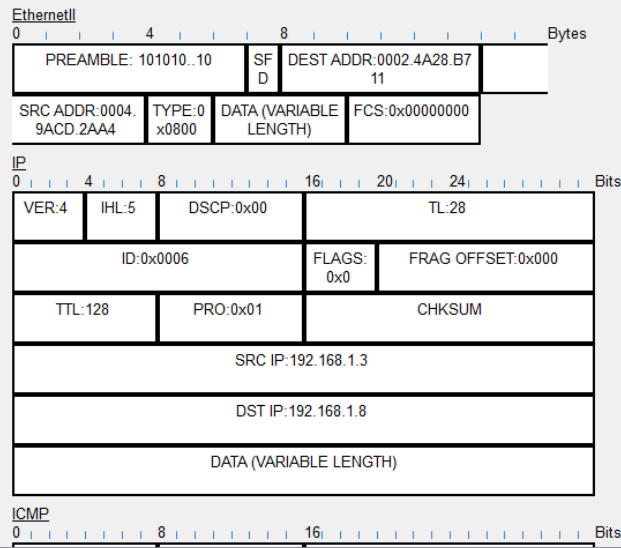 EthernetII
0 4 8 Bytes
PREAMBLE: 101010..10
SF
D
DEST ADDR:0002.4A28.B7
11
SRC ADDR:0004.
9ACD.2AA4
TYPE:0
x0800
DATA (VARIABLE
LENGTH)
FCS:0x00000000
IP
0 4 8 16 20 24 Bits
VER:4 IHL:5 DSCP:0x00 TL:28
ID:0x0006
FLAGS:
0x0
FRAG OFFSET:0x000
TTL:128 PRO:0x01 CHKSUM
SRC IP:192.168.1.3
DST IP:192.168.1.8
DATA (VARIABLE LENGTH)
ICMP
0 8 16 Bits